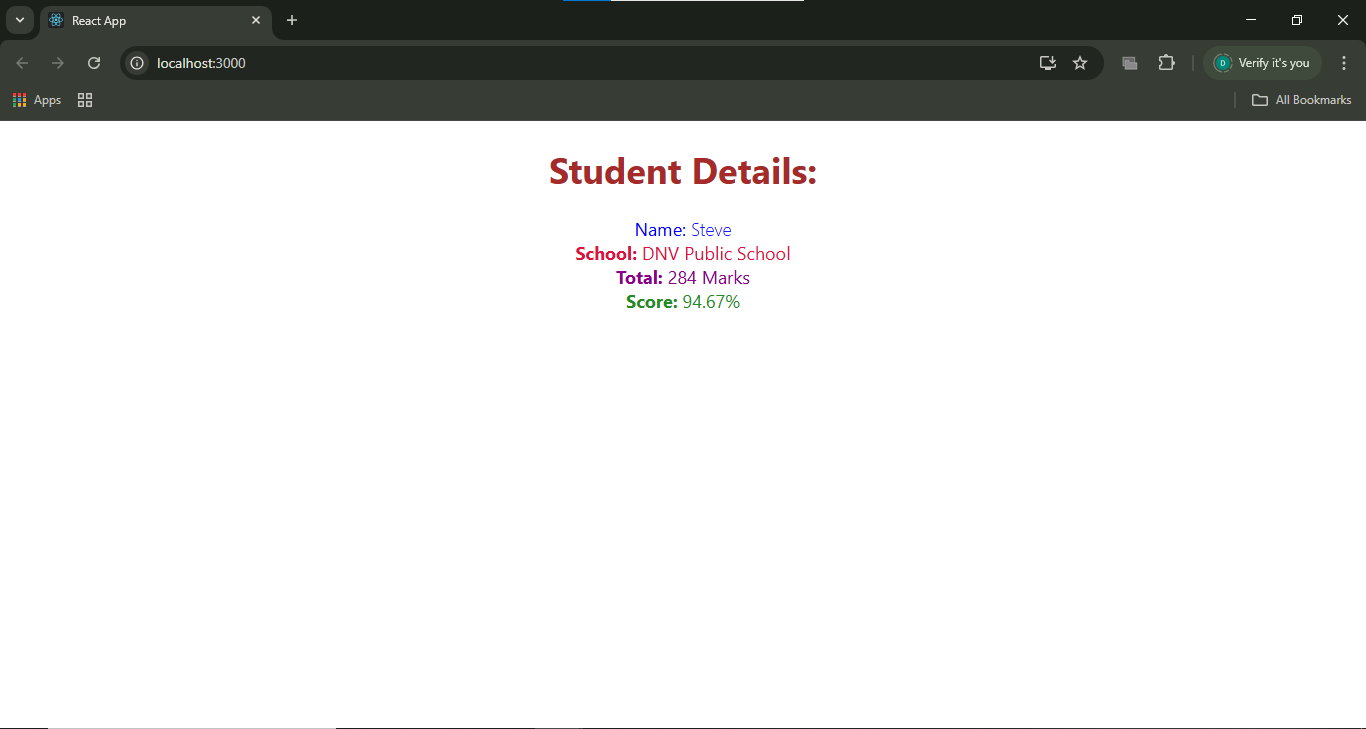 React App
localhost:3000
D
Verify it's you
Apps
All Bookmarks
Student Details:
Name: Steve
School: DNV Public School
Total: 284 Marks
Score: 94.67%